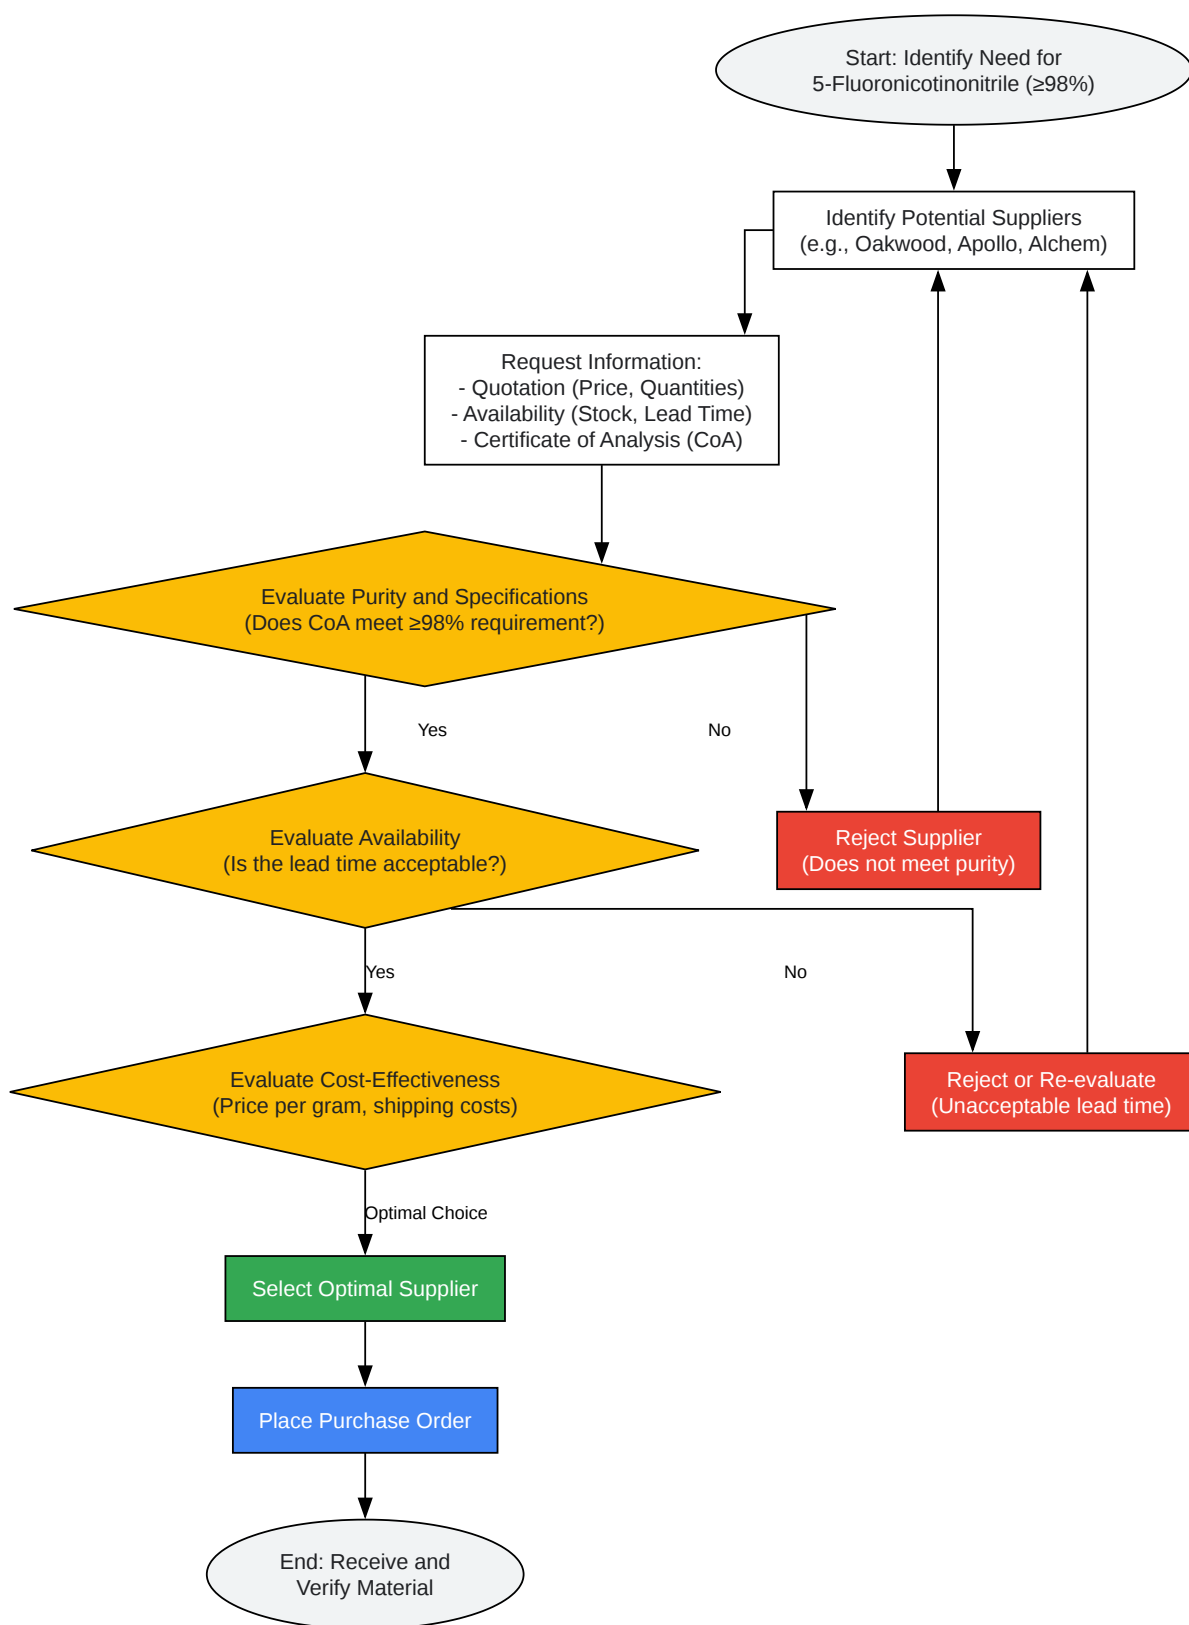 Start: Identify Need for
5-Fluoronicotinonitrile (≥98%)
Identify Potential Suppliers
(e.g., Oakwood, Apollo, Alchem)
Request Information:
- Quotation (Price, Quantities)
- Availability (Stock, Lead Time)
- Certificate of Analysis (CoA)
Evaluate Purity and Specifications
(Does CoA meet ≥98% requirement?)
Yes
No
Evaluate Availability
(Is the lead time acceptable?)
Reject Supplier
(Does not meet purity)
Yes
No
Evaluate Cost-Effectiveness
(Price per gram, shipping costs)
Reject or Re-evaluate
(Unacceptable lead time)
Optimal Choice
Select Optimal Supplier
Place Purchase Order
End: Receive and
Verify Material